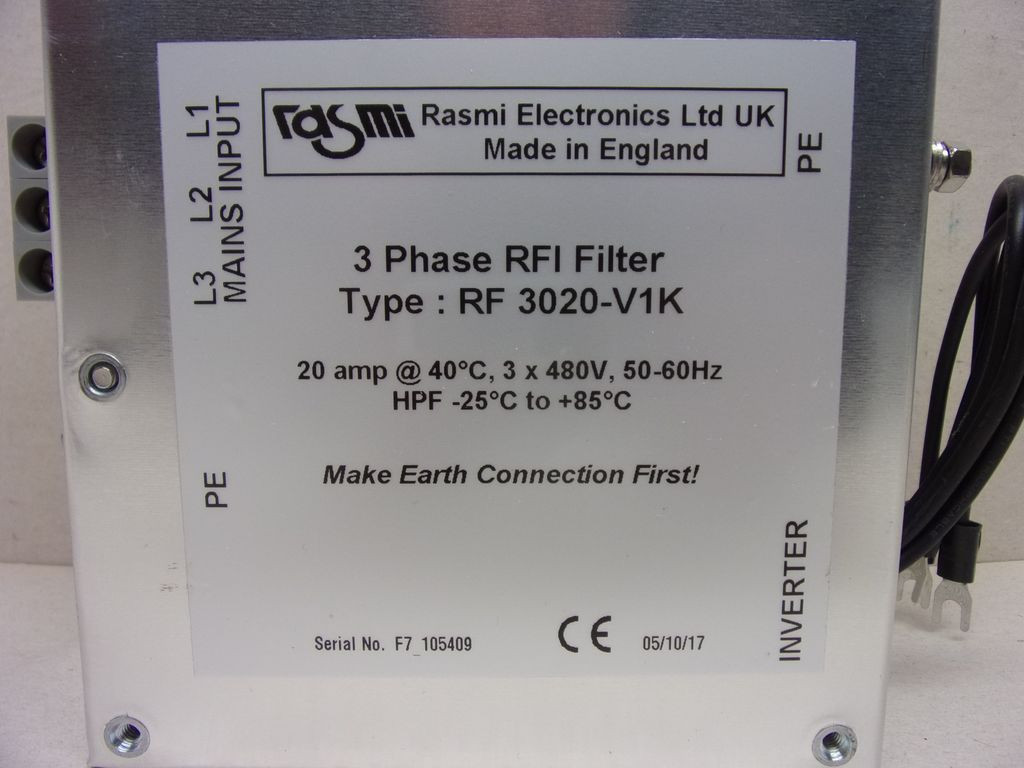 rasmi Rasmi Electronics Ltd UK
Made in England
L3 L2 L1
MAINS INPUT
PE
3 Phase RFI Filter
Type : RF 3020-V1K
20 amp @ 40°C, 3 x 480V, 50-60Hz
HPF -25°C to +85°C
PE
Make Earth Connection First!
INVERTER
Serial No. F7_105409
CE
05/10/17